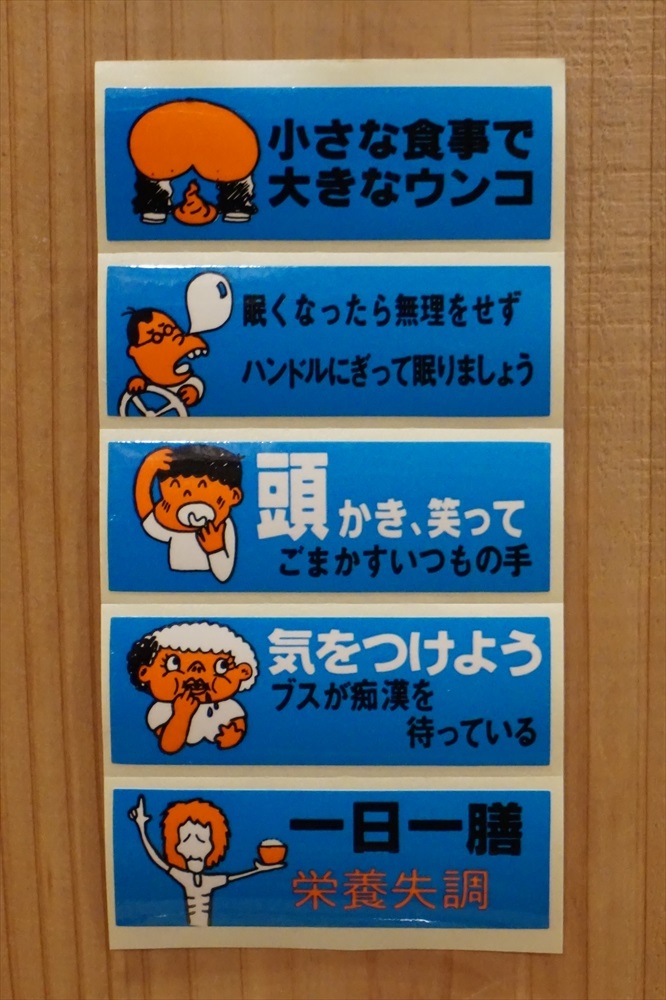 小さな食事で
大きなウンコ
眠くなったら無理をせず
ハンドルにぎって眠りましょう
頭かき、笑って
ごまかすいつもの手
気をつけよう
ブスが痴漢を
待っている
一日一膳
栄養失調